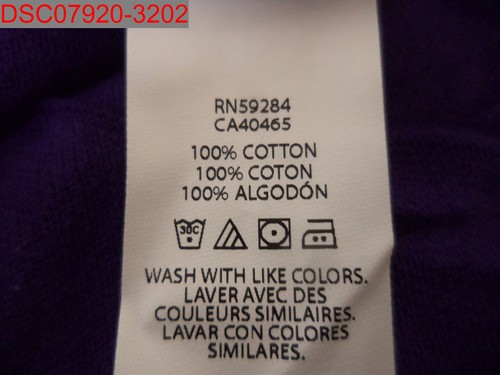 DSC07920-3202
RN59284
CA40465
100% COTTON
100% COTON
100% ALGODÓN
30C
WASH WITH LIKE COLORS.
LAVER AVEC DES
COULEURS SIMILAIRES.
LAVAR CON COLORES
SIMILARES.